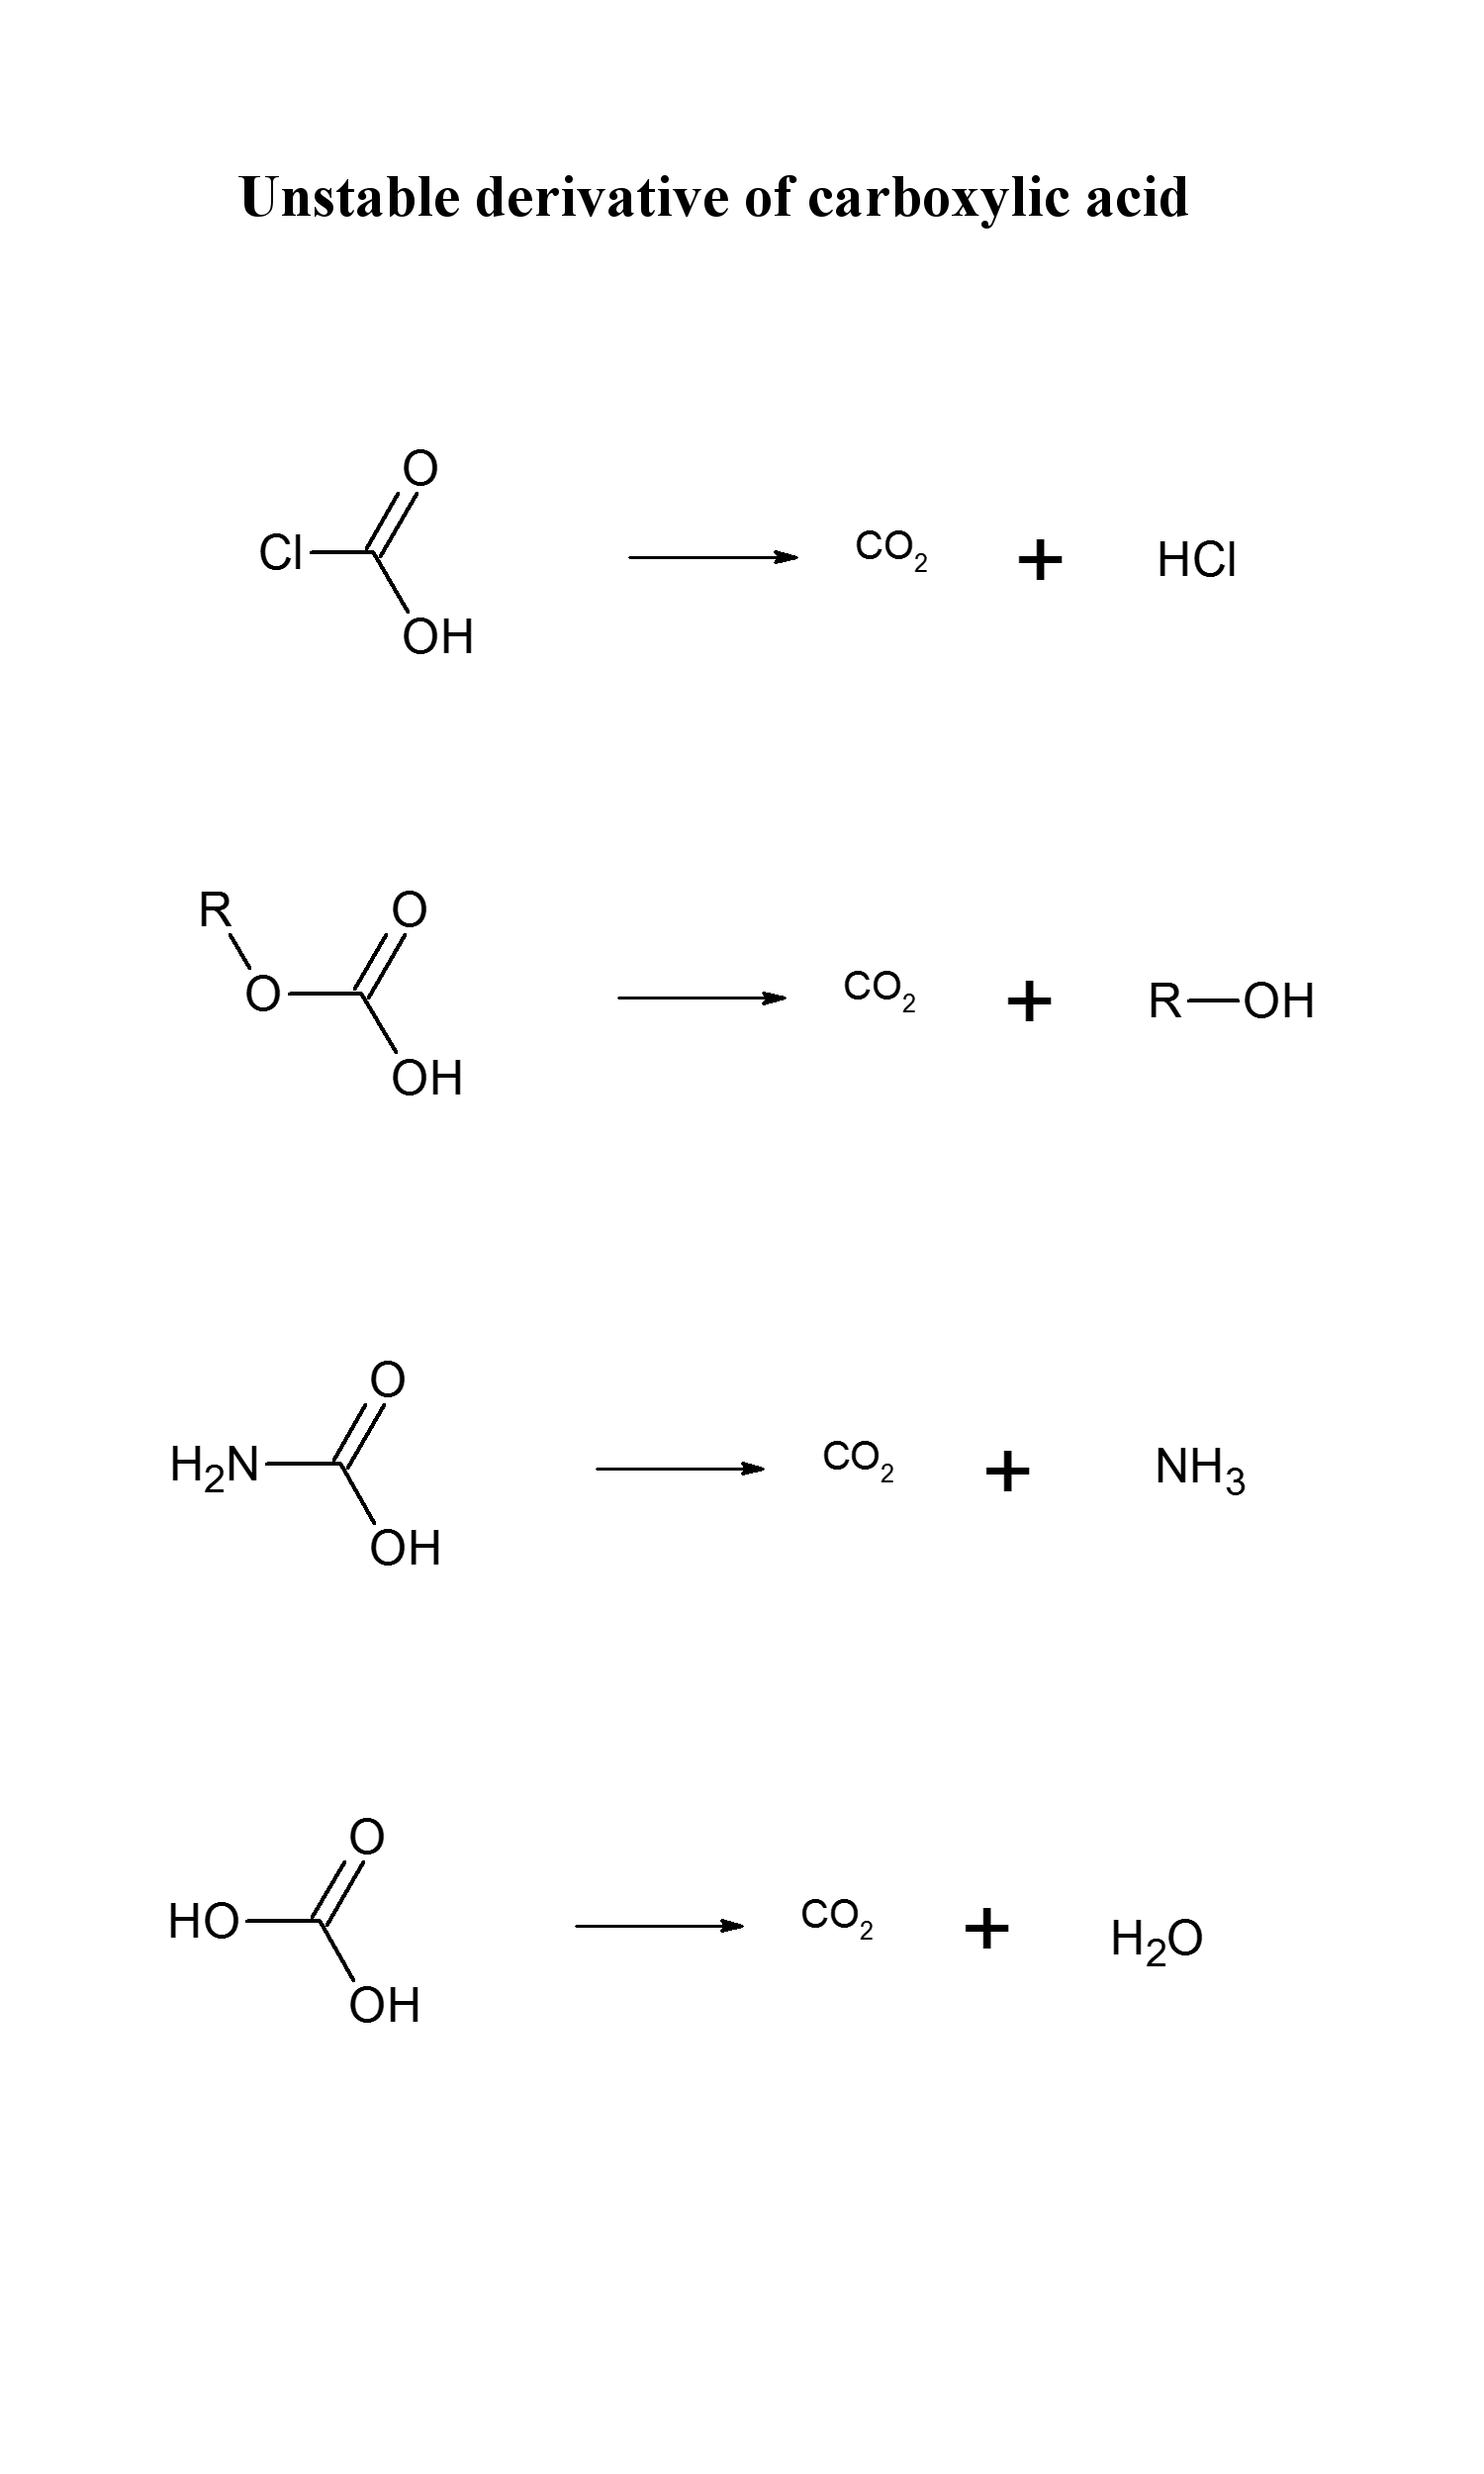 Unstable derivative of carboxylic acid
O
Cl CO₂ + HCl
OH
R O
O CO₂ + R OH
OH
O
H₂N CO₂ + NH₃
OH
O
HO CO₂ + H₂O
OH